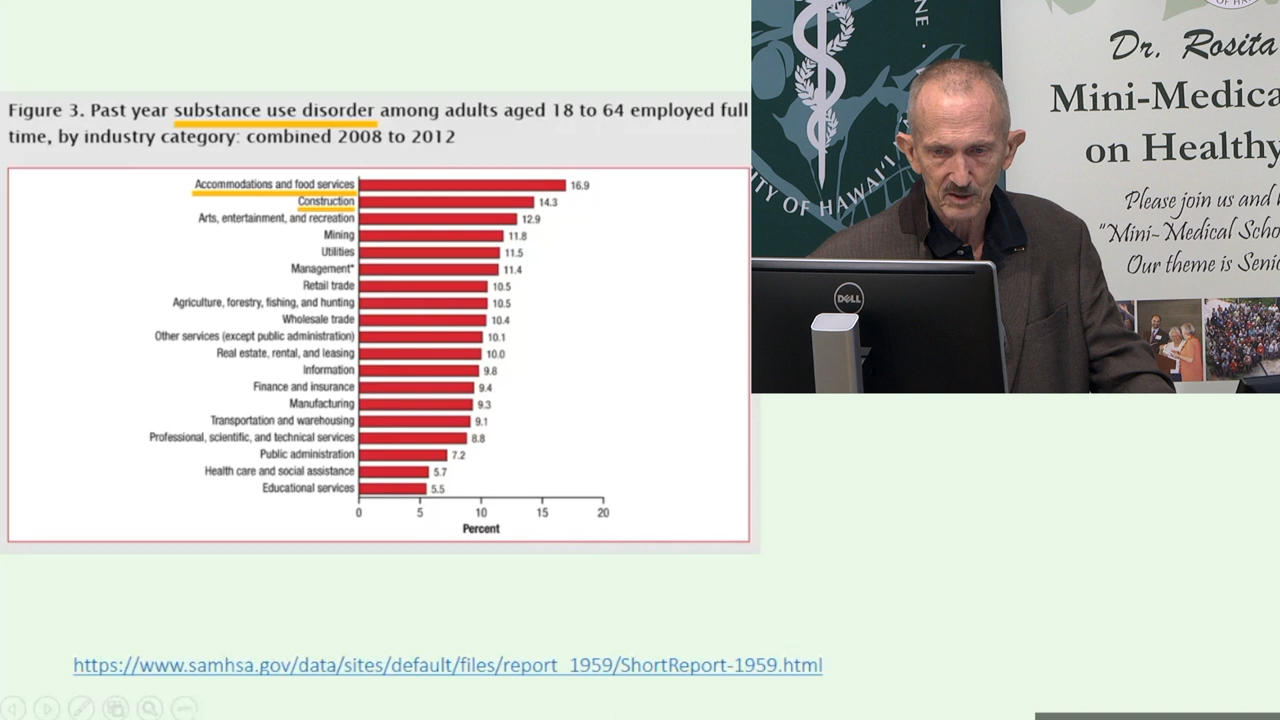 Figure 3. Past year substance use disorder among adults aged 18 to 64 employed full
time, by industry category: combined 2008 to 2012
Accommodations and food services 16.9
Construction 14.3
Arts, entertainment, and recreation 12.9
Mining 11.8
Utilities 11.5
Management* 11.4
Retail trade 10.5
Agriculture, forestry, fishing, and hunting 10.5
Wholesale trade 10.4
Other services (except public administration) 10.1
Real estate, rental, and leasing 10.0
Information 9.8
Finance and insurance 9.4
Manufacturing 9.3
Transportation and warehousing 9.1
Professional, scientific, and technical services 8.8
Public administration 7.2
Health care and social assistance 5.7
Educational services 5.5
0 5 10 15 20
Percent
https://www.samhsa.gov/data/sites/default/files/report_1959/ShortReport-1959.html
OF HAWAI'I
DELL
Dr. Rosita
Mini-Medica
on Healthy
Please join us and
"Mini-Medical Scho
Our theme is Senio